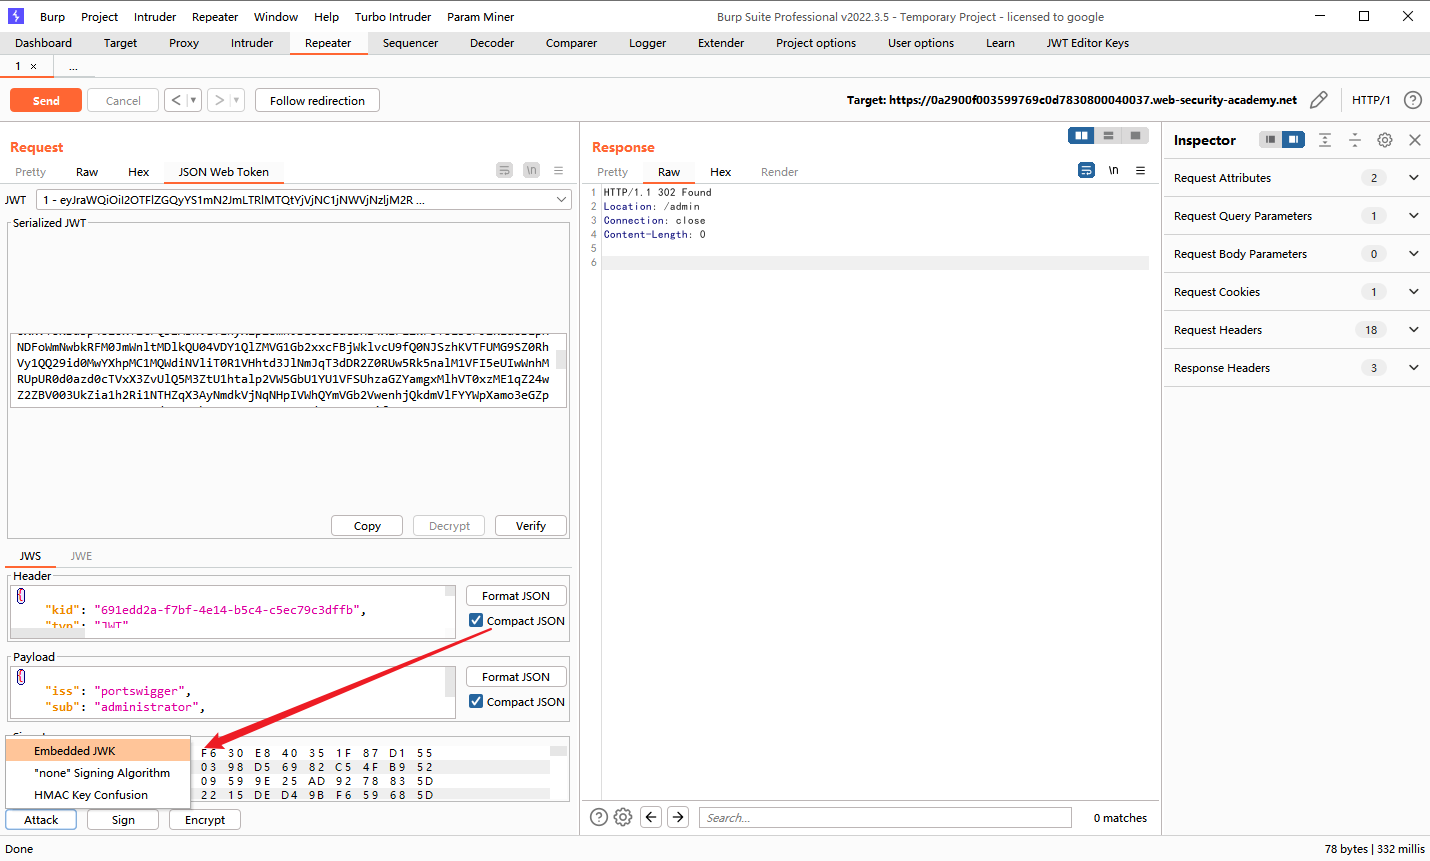 Burp Project Intruder Repeater Window Help Turbo Intruder Param Miner Burp Suite Professional v2022.3.5 - Temporary Project - licensed to google
Dashboard Target Proxy Intruder Repeater Sequencer Decoder Comparer Logger Extender Project options User options Learn JWT Editor Keys
1 × ...
Send Cancel < > Follow redirection Target: https://0a2900f003599769c0d7830800040037.web-security-academy.net HTTP/1 ?
Request
Pretty Raw Hex JSON Web Token \n
JWT 1 - eyJraWQiOiI2OTFlZGQyYS1mN2JmLTRlMTQtYjVjNC1jNWVjNzljM2R ...
Serialized JWT
NDFoWmNwbkRFM0JmWnltMDlkQU04VDY1QlZMVG1Gb2xxcFBjWklvcU9fQ0NJSzhKVTFUMG9SZ0Rh
Vy1QQ29id0MwYXhpMC1MQWdiNVliT0R1VHhtd3JlNmJqT3dDR2Z0RUw5Rk5nalM1VFI5eUIwWnhM
RUpUR0d0azd0cTVxX3ZvUlQ5M3ZtU1htalp2VW5GbU1YU1VFSUhzaGZYamgxMlhVT0xzME1qZ24w
Z2ZBV003UkZia1h2Ri1NTHZqX3AyNmdkVjNqNHpIVWhQYmVGb2VwenhjQkdmVlFYYWpXamo3eGZp
Copy Decrypt Verify
JWS JWE
Header
{
"kid": "691edd2a-f7bf-4e14-b5c4-c5ec79c3dffb",
"typ": "JWT"
Format JSON
Compact JSON
Payload
{
"iss": "portswigger",
"sub": "administrator",
Format JSON
Compact JSON
F6 30 E8 40 35 1F 87 D1 55
03 98 D5 69 82 C5 4F B9 52
09 59 9E 25 AD 92 78 83 5D
22 15 DE D4 9B F6 59 68 5D
Embedded JWK
"none" Signing Algorithm
HMAC Key Confusion
Attack Sign Encrypt
Response
Pretty Raw Hex Render \n
1 HTTP/1.1 302 Found
2 Location: /admin
3 Connection: close
4 Content-Length: 0
5
6
? Search... 0 matches
Inspector
Request Attributes 2
Request Query Parameters 1
Request Body Parameters 0
Request Cookies 1
Request Headers 18
Response Headers 3
Done 78 bytes | 332 millis